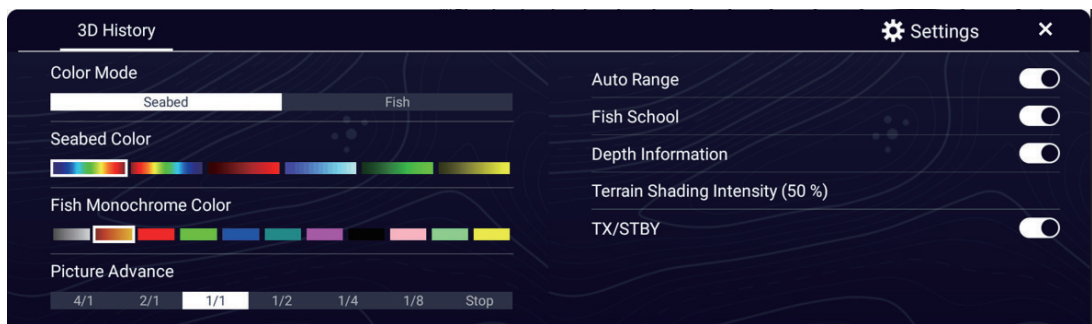 3D History
Settings
Color Mode
Seabed
Fish
Seabed Color
Fish Monochrome Color
Picture Advance
4/1
2/1
1/1
1/2
1/4
1/8
Stop
Auto Range
Fish School
Depth Information
Terrain Shading Intensity (50 %)
TX/STBY